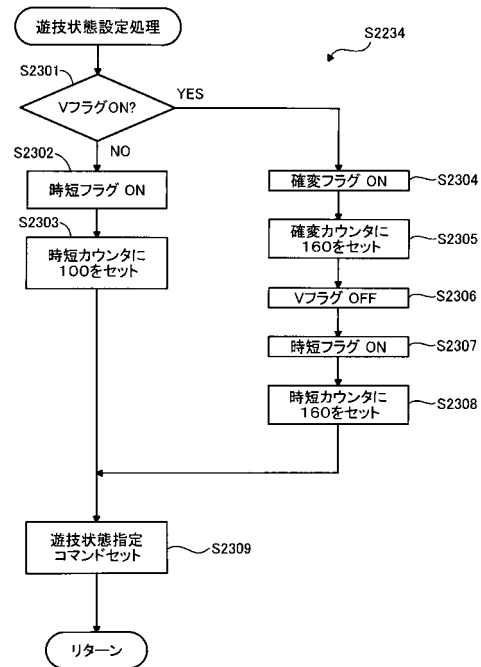 遊技状態設定処理
S2234
S2301
VフラグON?
YES
NO
S2302
時短フラグ ON
S2303
時短カウンタに
100をセット
確変フラグ ON
S2304
確変カウンタに
160をセット
S2305
Vフラグ OFF
S2306
時短フラグ ON
S2307
時短カウンタに
160をセット
S2308
遊技状態指定
コマンドセット
S2309
リターン